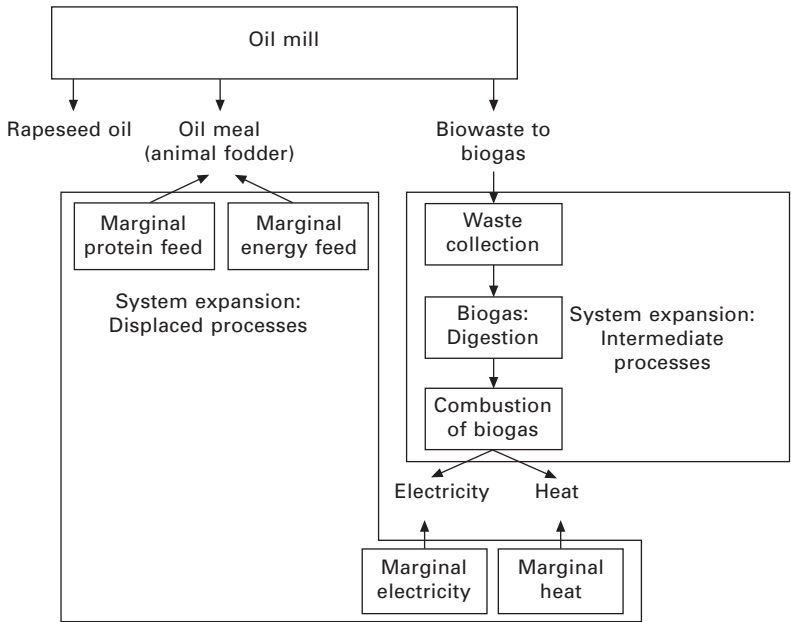 Oil mill
Rapeseed oil
Oil meal
(animal fodder)
Biowaste to
biogas
Marginal
protein feed
Marginal
energy feed
System expansion:
Displaced processes
Waste
collection
Biogas:
Digestion
System expansion:
Intermediate
processes
Combustion
of biogas
Electricity
Heat
Marginal
electricity
Marginal
heat